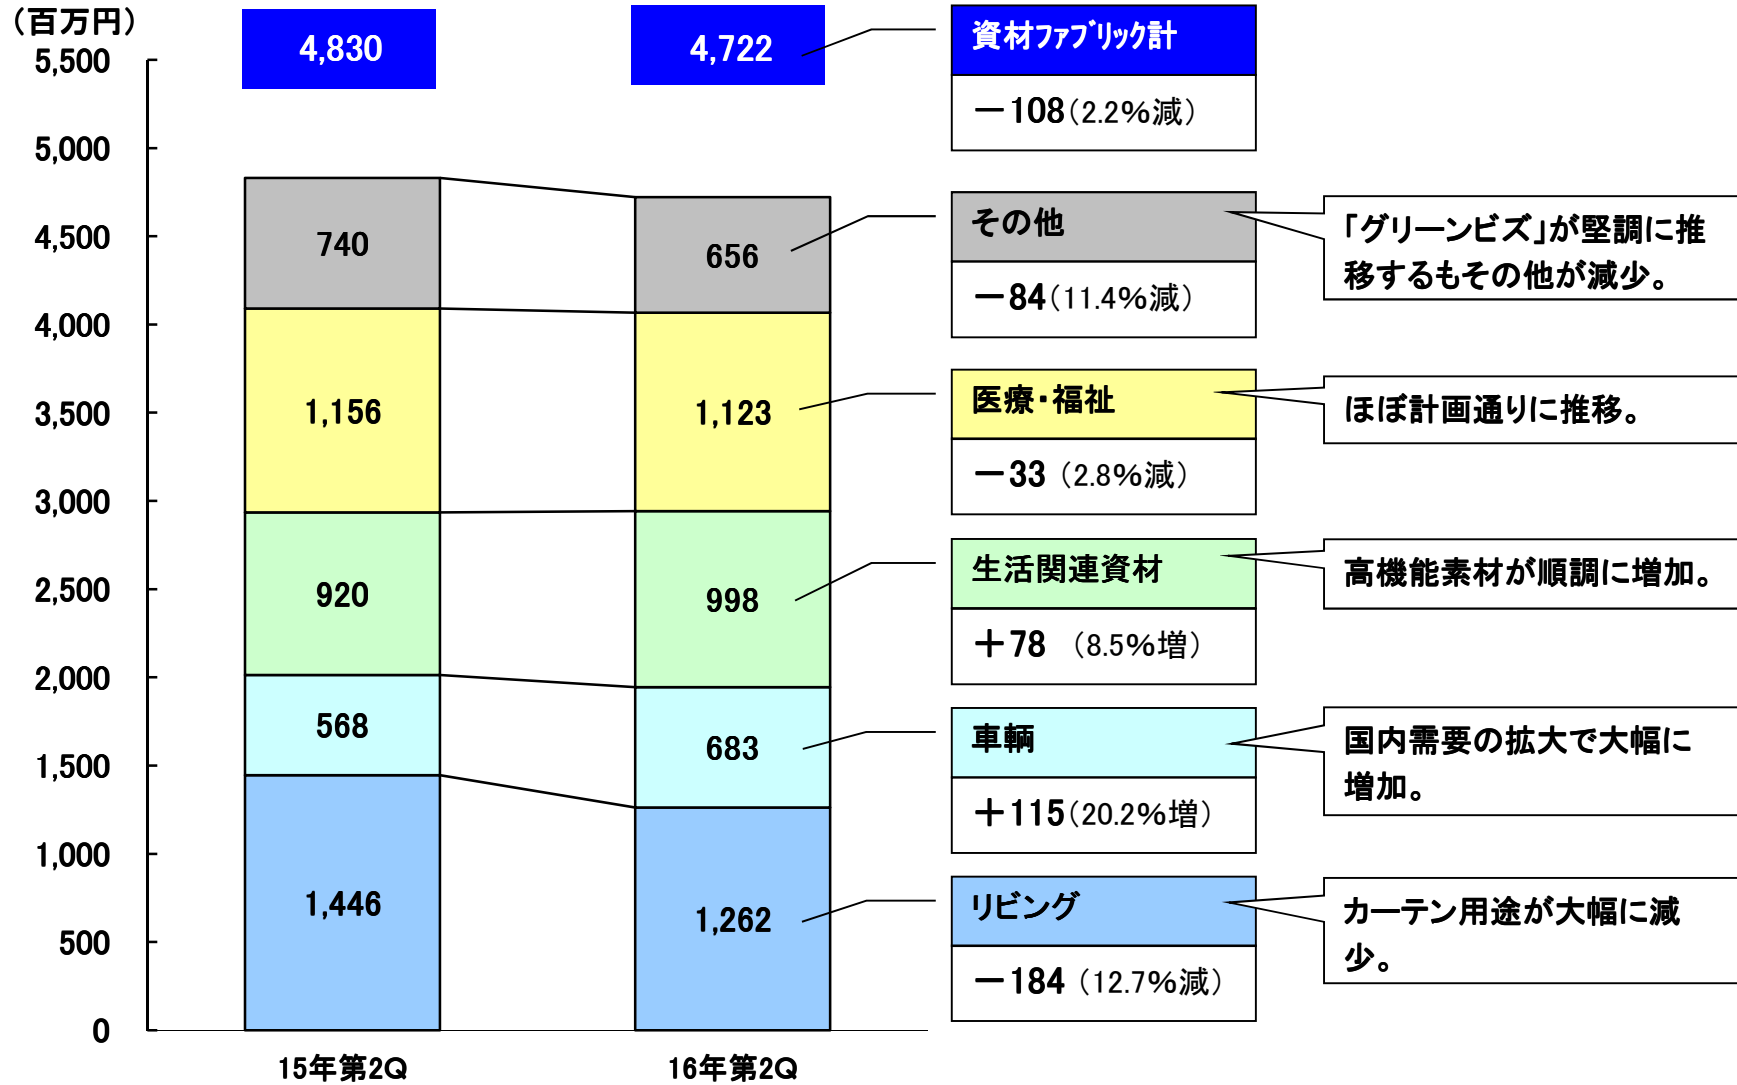 （百万円）
5,500
5,000
4,500
4,000
3,500
3,000
2,500
2,000
1,500
1,000
500
0
4,830
740
1,156
920
568
1,446
15年第2Q
4,722
656
1,123
998
683
1,262
16年第2Q
資材ファブリック計
－108（2.2％減）
その他
－84（11.4％減）
「グリーンビズ」が堅調に推
移するもその他が減少。
医療・福祉
－33（2.8％減）
ほぼ計画通りに推移。
生活関連資材
＋78 （8.5％増）
高機能素材が順調に増加。
車輌
＋115（20.2％増）
国内需要の拡大で大幅に
増加。
リビング
－184（12.7％減）
カーテン用途が大幅に減
少。